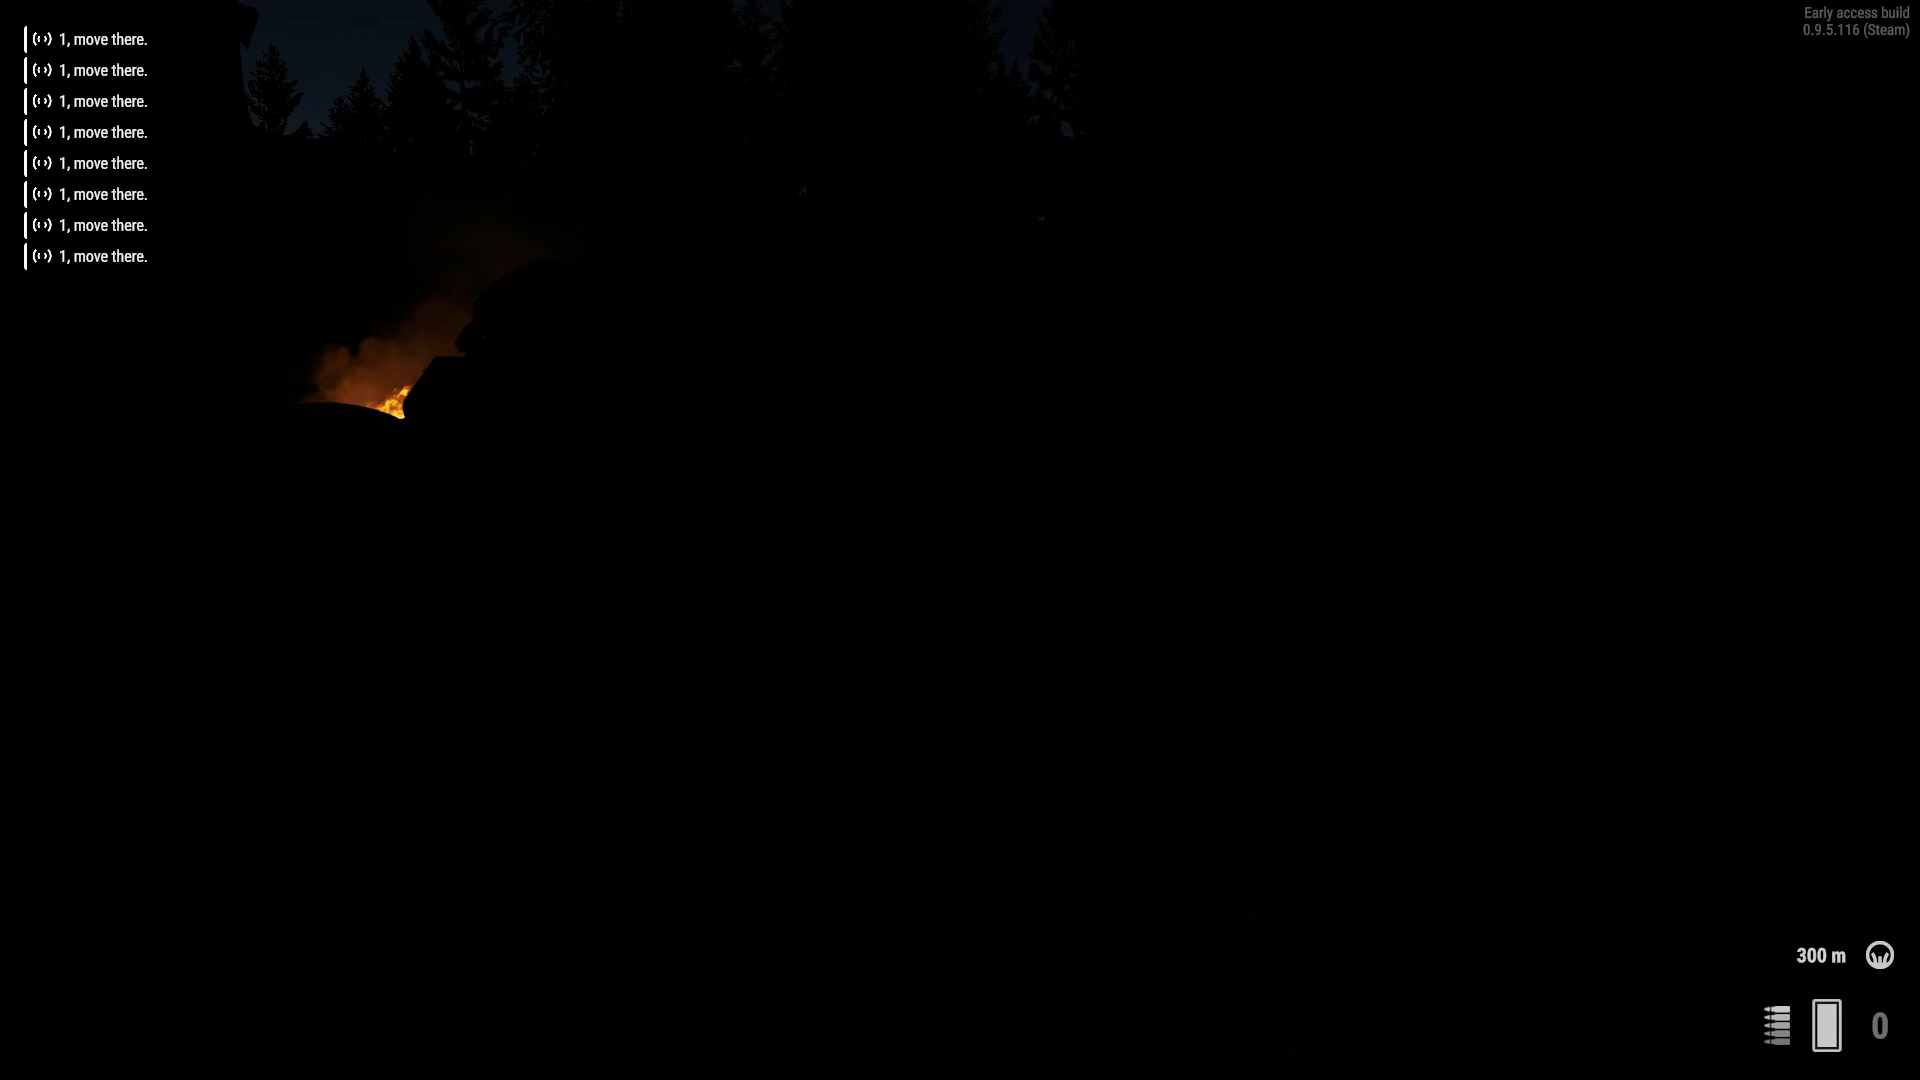 1, move there.
1, move there.
1, move there.
1, move there.
1, move there.
1, move there.
1, move there.
1, move there.
Early access build
0.9.5.116 (Steam)
300 m
0